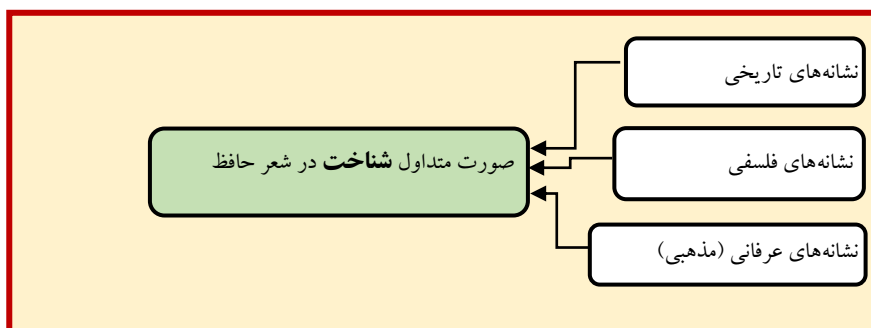 نشانه‌های تاریخی
صورت متداول شناخت در شعر حافظ
نشانه‌های فلسفی
نشانه‌های عرفانی (مذهبی)